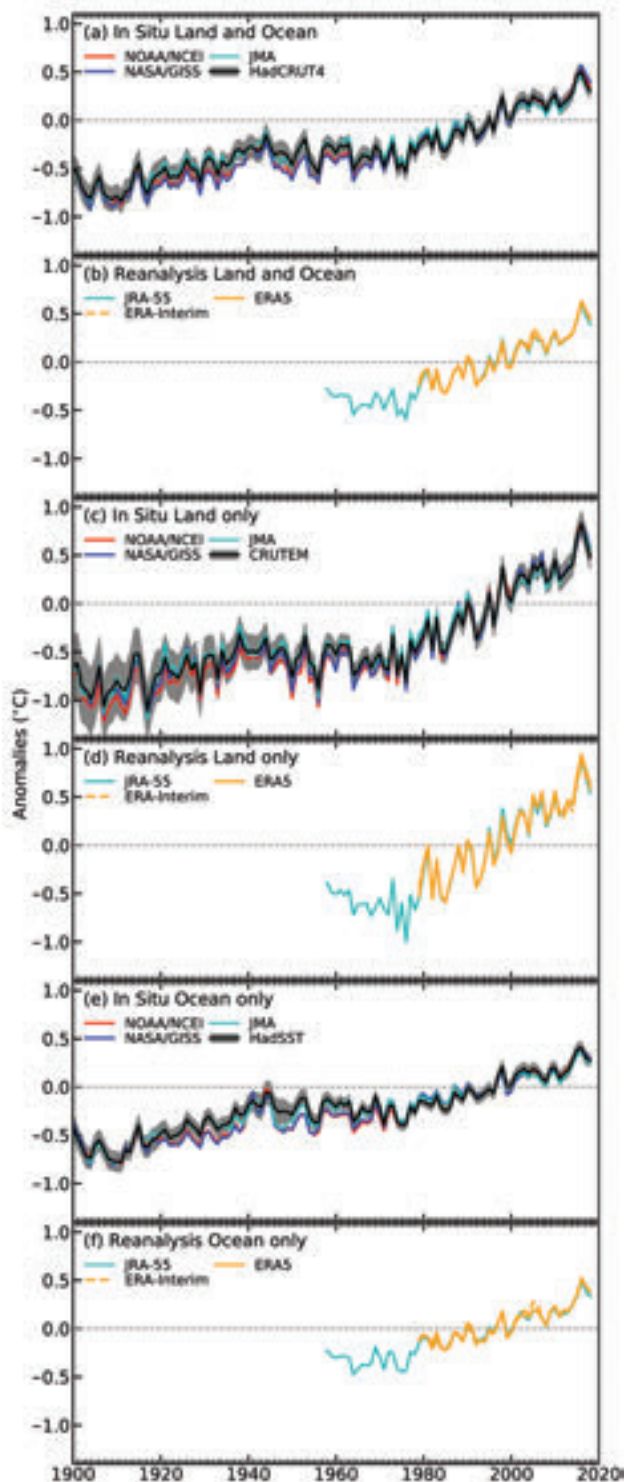 (a) In Situ Land and Ocean
NOAA/NCEI JMA
NASA/GISS HadCRUT4
1.0
0.5
0.0
−0.5
−1.0
(b) Reanalysis Land and Ocean
JRA-55 ERA5
ERA-Interim
1.0
0.5
0.0
−0.5
−1.0
(c) In Situ Land only
NOAA/NCEI JMA
NASA/GISS CRUTEM
1.0
0.5
0.0
−0.5
−1.0
Anomalies (°C)
(d) Reanalysis Land only
JRA-55 ERA5
ERA-Interim
1.0
0.5
0.0
−0.5
−1.0
(e) In Situ Ocean only
NOAA/NCEI JMA
NASA/GISS HadSST
1.0
0.5
0.0
−0.5
−1.0
(f) Reanalysis Ocean only
JRA-55 ERA5
ERA-Interim
1.0
0.5
0.0
−0.5
−1.0
1900 1920 1940 1960 1980 2000 2020